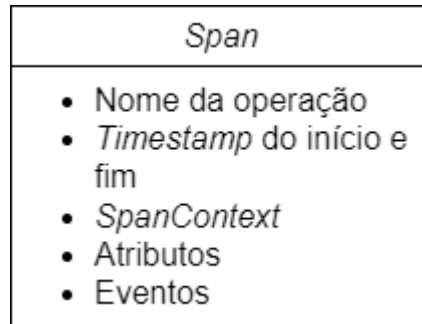 Span
• Nome da operação
• Timestamp do início e
fim
• SpanContext
• Atributos
• Eventos